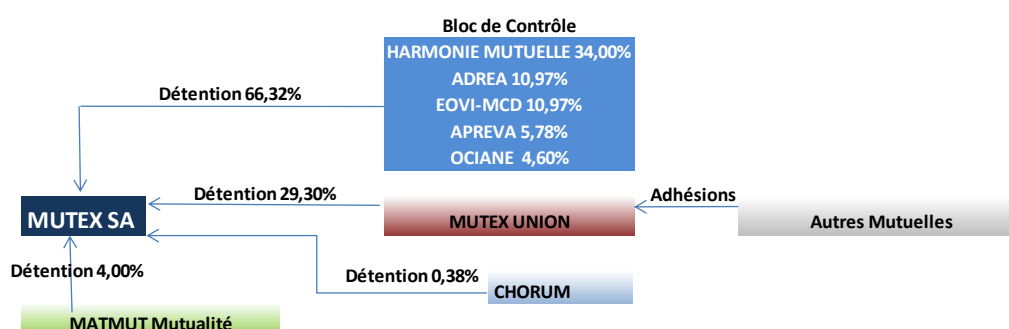 Bloc de Contrôle
HARMONIE MUTUELLE 34,00%
ADREA 10,97%
EOVI-MCD 10,97%
APREVA 5,78%
OCIANE 4,60%
Détention 66,32%
Détention 29,30%
Adhésions
MUTEX SA
MUTEX UNION
Autres Mutuelles
Détention 4,00%
Détention 0,38%
CHORUM
MATMUT Mutualité